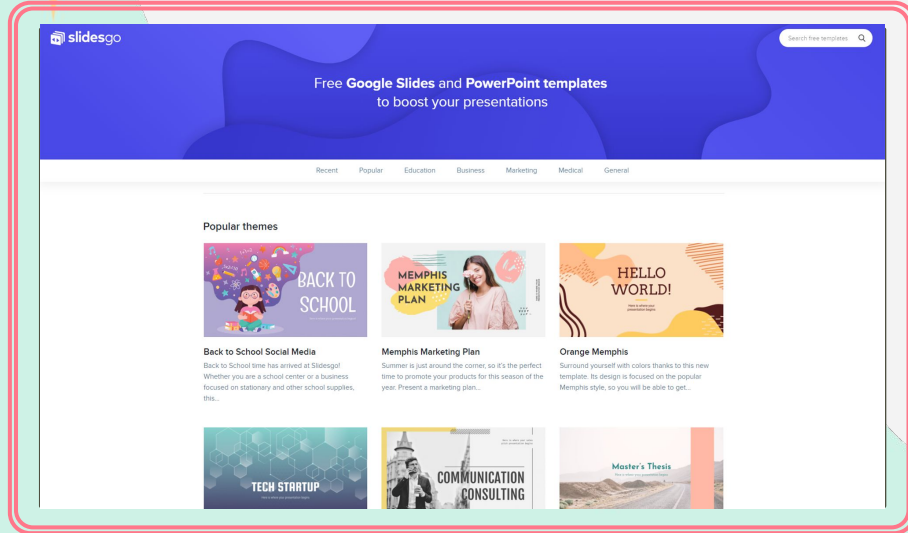 slidesgo
Search free templates
Free Google Slides and PowerPoint templates
to boost your presentations
Recent Popular Education Business Marketing Medical General
Popular themes
BACK TO
SCHOOL
MEMPHIS
MARKETING
PLAN
HELLO
WORLD!
Here is where your
presentation begins
Back to School Social Media
Back to School time has arrived at Slidesgo!
Whether you are a school center or a business
focused on stationary and other school supplies,
this...
Memphis Marketing Plan
Summer is just around the corner, so it's the perfect
time to promote your products for this season of the
year. Present a marketing plan...
Orange Memphis
Surround yourself with colors thanks to this new
template. Its design is focused on the popular
Memphis style, so you will be able to get...
TECH STARTUP
COMMUNICATION
CONSULTING
Master's Thesis